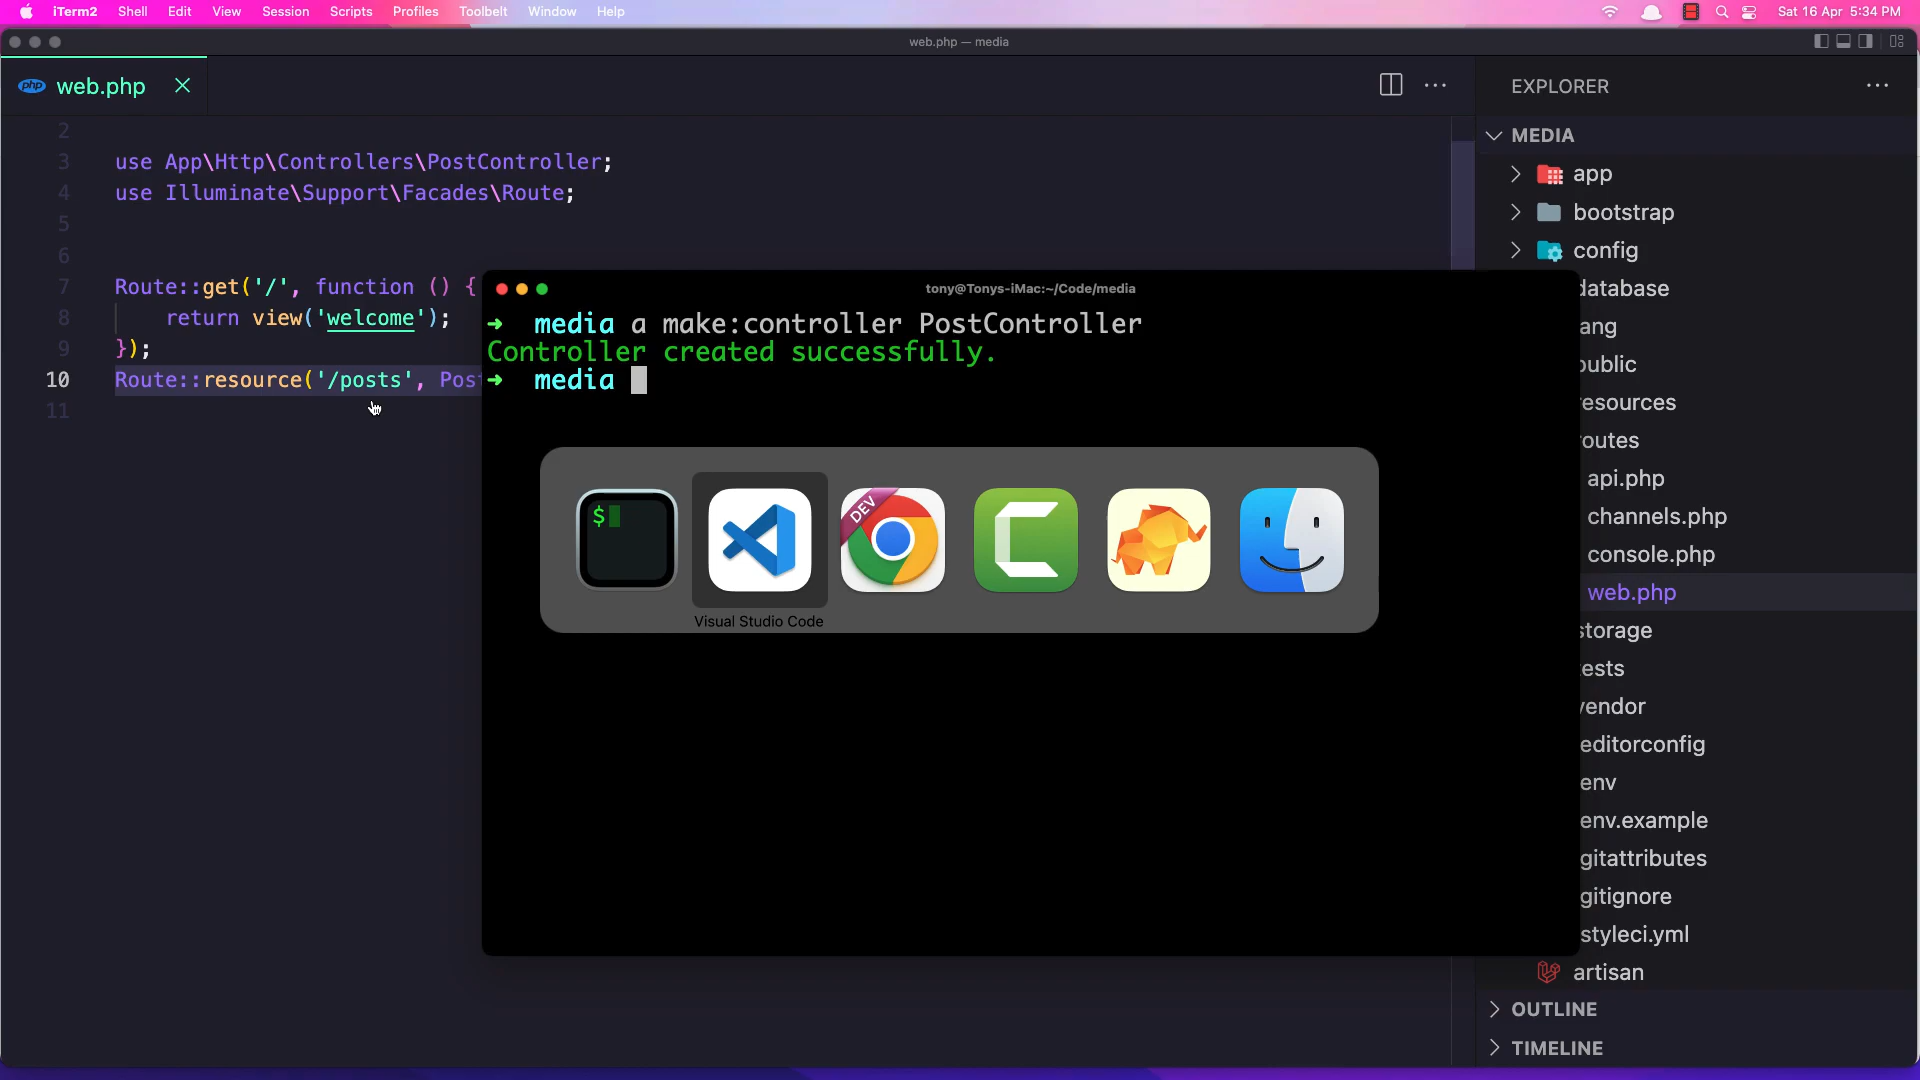 iTerm2 Shell Edit View Session Scripts Profiles Toolbelt Window Help Sat 16 Apr 5:34 PM
web.php — media
php web.php
EXPLORER
MEDIA
2
3 use App\Http\Controllers\PostController;
4 use Illuminate\Support\Facades\Route;
5
6
7 Route::get('/', function () {
8 return view('welcome');
9 });
10 Route::resource('/posts', Pos
11
tony@Tonys-iMac:~/Code/media
➜ media a make:controller PostController
Controller created successfully.
➜ media
$
DEV
Visual Studio Code
app
bootstrap
config
database
ang
public
resources
routes
api.php
channels.php
console.php
web.php
storage
tests
vendor
editorconfig
env
env.example
gitattributes
gitignore
styleci.yml
artisan
OUTLINE
TIMELINE